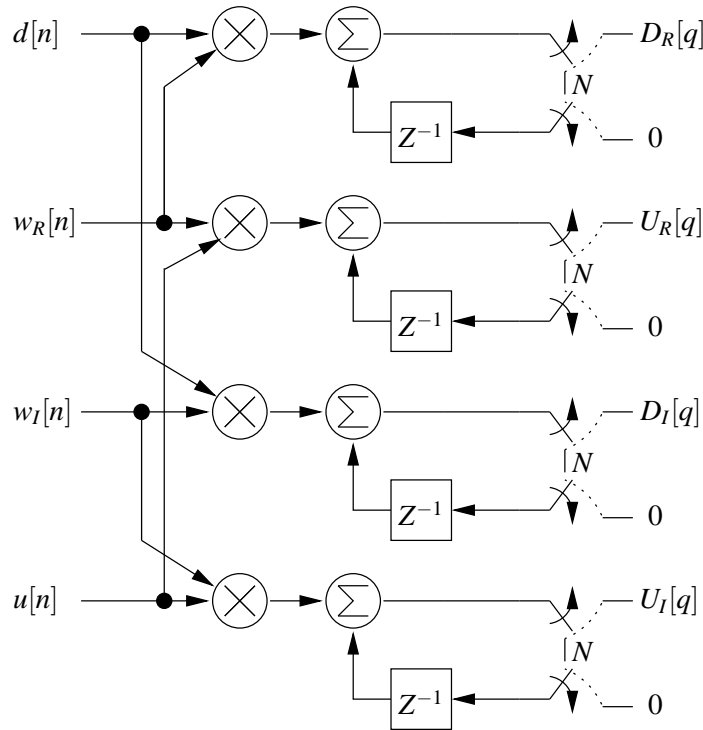 d[n] Σ D_R[q]
N
Z⁻¹ 0
w_R[n] Σ U_R[q]
N
Z⁻¹ 0
w_I[n] Σ D_I[q]
N
Z⁻¹ 0
u[n] Σ U_I[q]
N
Z⁻¹ 0